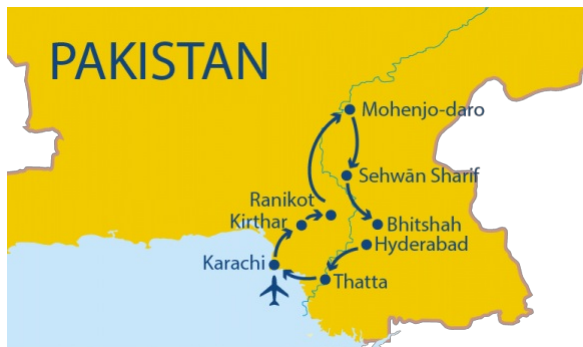 PAKISTAN
Mohenjo-daro
Sehwān Sharif
Ranikot
Kirthar
Bhitshah
Hyderabad
Karachi
Thatta